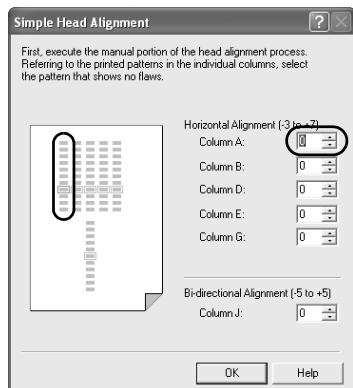 Simple Head Alignment
First, execute the manual portion of the head alignment process.
Referring to the printed patterns in the individual columns, select
the pattern that shows no flaws.
Horizontal Alignment (-3 to +7)
Column A: 0
Column B: 0
Column D: 0
Column E: 0
Column G: 0
Bi-directional Alignment (-5 to +5)
Column J: 0
OK Help